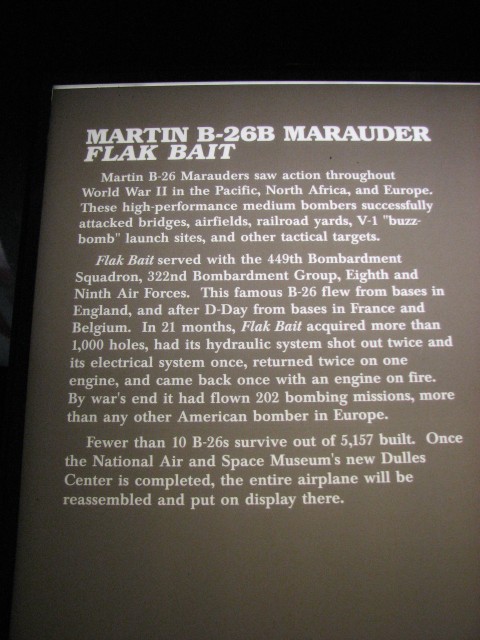 MARTIN B-26B MARAUDER
FLAK BAIT
Martin B-26 Marauders saw action throughout
World War II in the Pacific, North Africa, and Europe.
These high-performance medium bombers successfully
attacked bridges, airfields, railroad yards, V-1 "buzz-
bomb" launch sites, and other tactical targets.
Flak Bait served with the 449th Bombardment
Squadron, 322nd Bombardment Group, Eighth and
Ninth Air Forces. This famous B-26 flew from bases in
England, and after D-Day from bases in France and
Belgium. In 21 months, Flak Bait acquired more than
1,000 holes, had its hydraulic system shot out twice and
its electrical system once, returned twice on one
engine, and came back once with an engine on fire.
By war's end it had flown 202 bombing missions, more
than any other American bomber in Europe.
Fewer than 10 B-26s survive out of 5,157 built. Once
the National Air and Space Museum's new Dulles
Center is completed, the entire airplane will be
reassembled and put on display there.